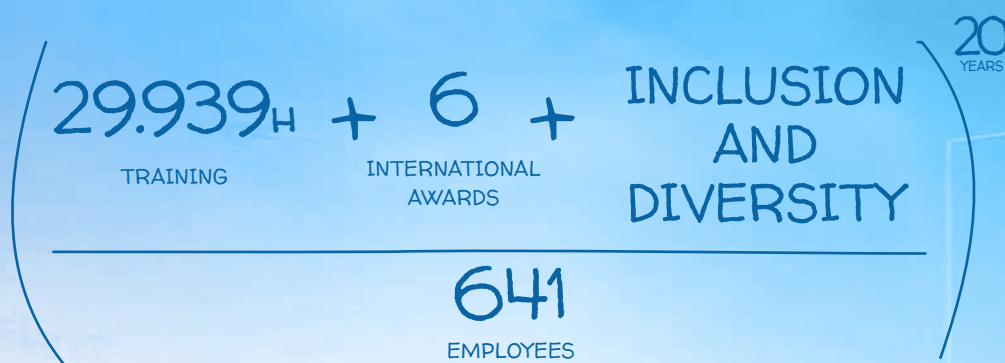 20
YEARS
29.939H + 6 + INCLUSION
AND
DIVERSITY
TRAINING
INTERNATIONAL
AWARDS
641
EMPLOYEES